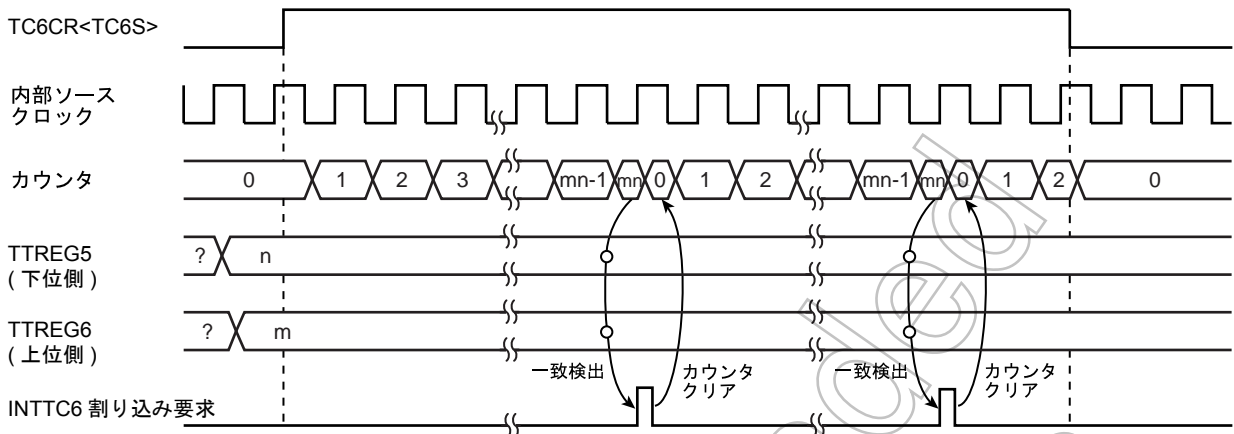 TC6CR<TC6S>
内部ソース
クロック
カウンタ
0 1 2 3 mn-1 mn 0 1 2 mn-1 mn 0 1 2 0
TTREG5
( 下位側 )
? n
TTREG6
( 上位側 )
? m
一致検出
カウンタ
クリア
一致検出
カウンタ
クリア
INTTC6 割り込み要求